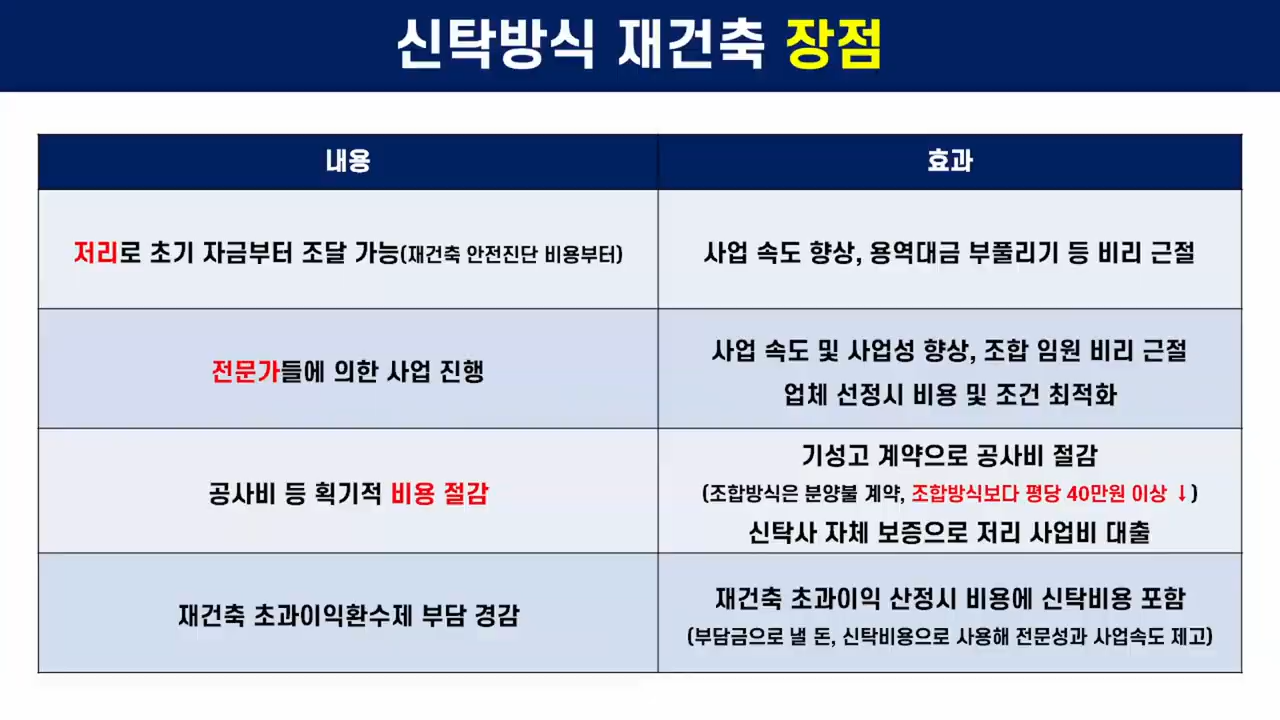 신탁방식 재건축 장점
내용
효과
저리로 초기 자금부터 조달 가능(재건축 안전진단 비용부터)
사업 속도 향상, 용역대금 부풀리기 등 비리 근절
전문가들에 의한 사업 진행
사업 속도 및 사업성 향상, 조합 임원 비리 근절
업체 선정시 비용 및 조건 최적화
공사비 등 획기적 비용 절감
기성고 계약으로 공사비 절감
(조합방식은 분양불 계약, 조합방식보다 평당 40만원 이상 ↓)
신탁사 자체 보증으로 저리 사업비 대출
재건축 초과이익환수제 부담 경감
재건축 초과이익 산정시 비용에 신탁비용 포함
(부담금으로 낼 돈, 신탁비용으로 사용해 전문성과 사업속도 제고)